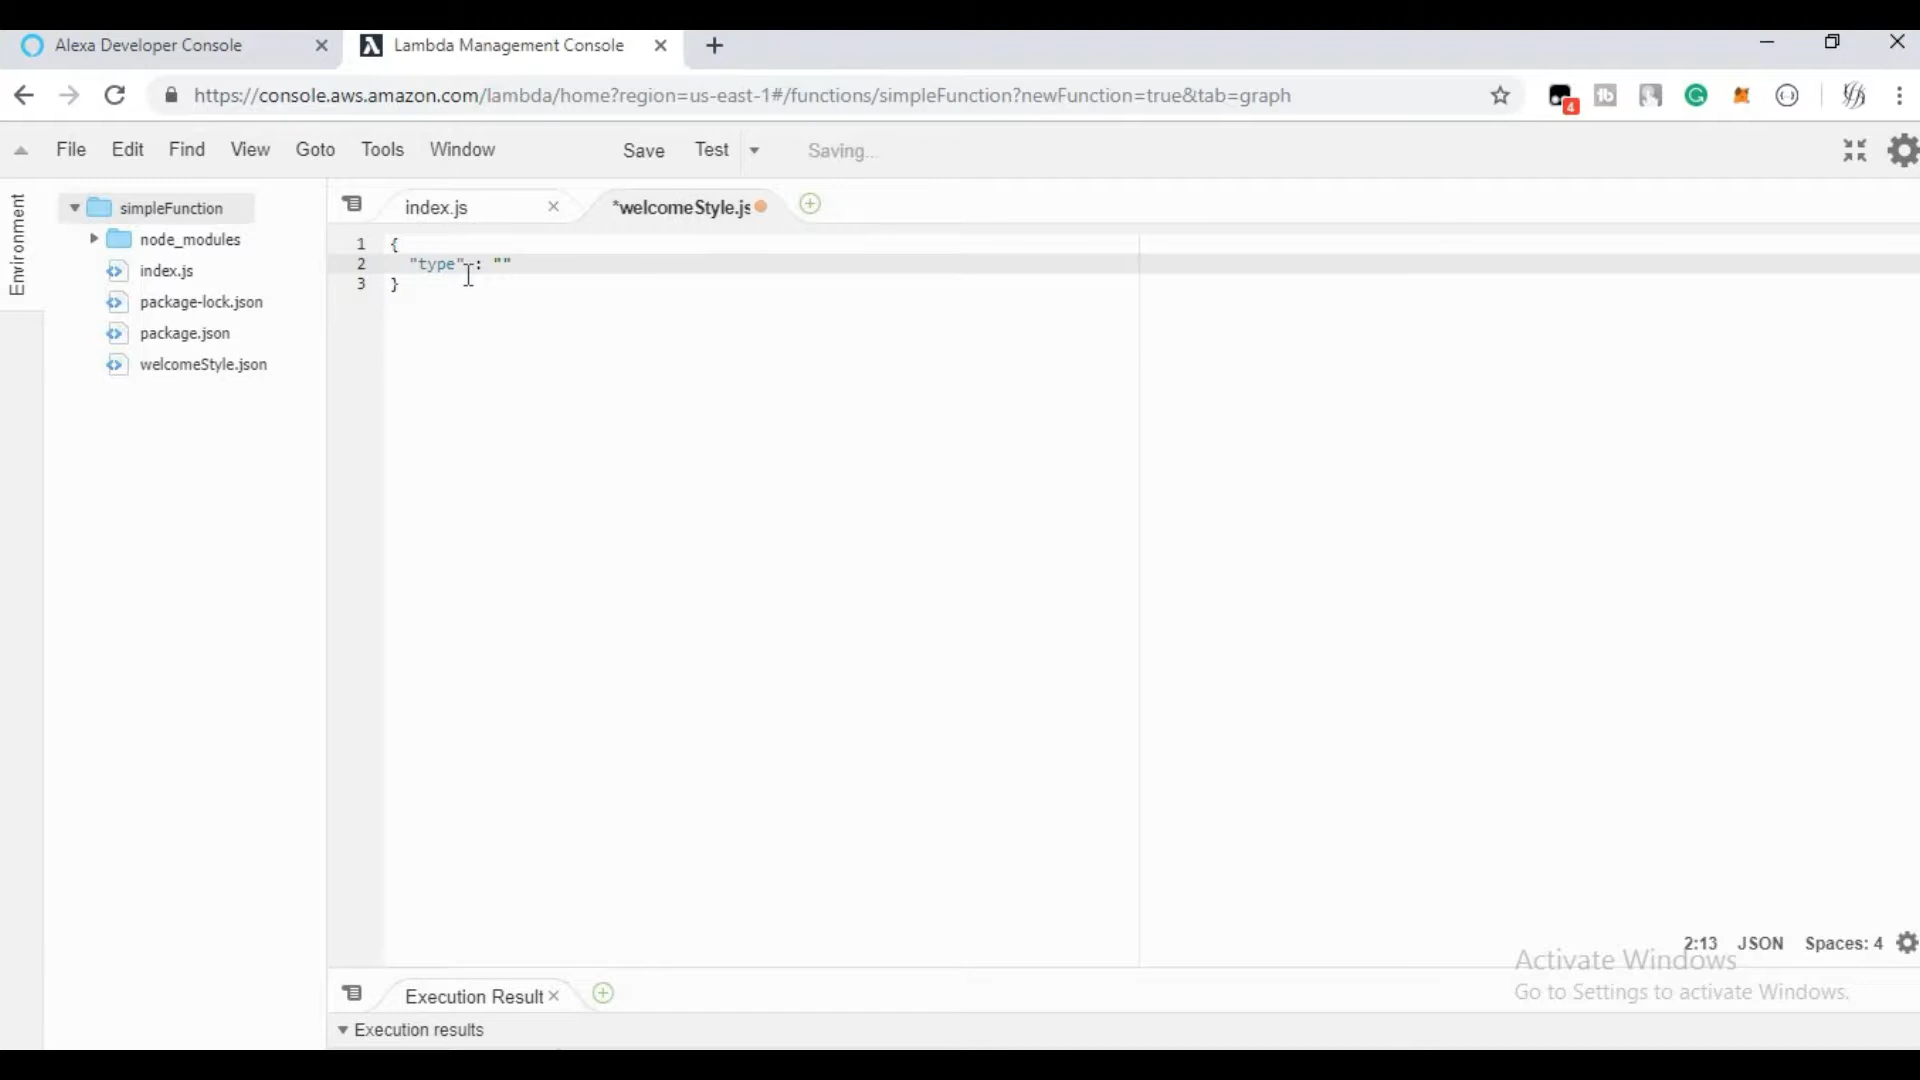 Alexa Developer Console
Lambda Management Console
https://console.aws.amazon.com/lambda/home?region=us-east-1#/functions/simpleFunction?newFunction=true&tab=graph
4
File Edit Find View Goto Tools Window Save Test Saving...
Environment
simpleFunction
node_modules
index.js
package-lock.json
package.json
welcomeStyle.json
index.js *welcomeStyle.js
1 {
2 "type" : ""
3 }
2:13 JSON Spaces: 4
Activate Windows
Go to Settings to activate Windows.
Execution Result
Execution results